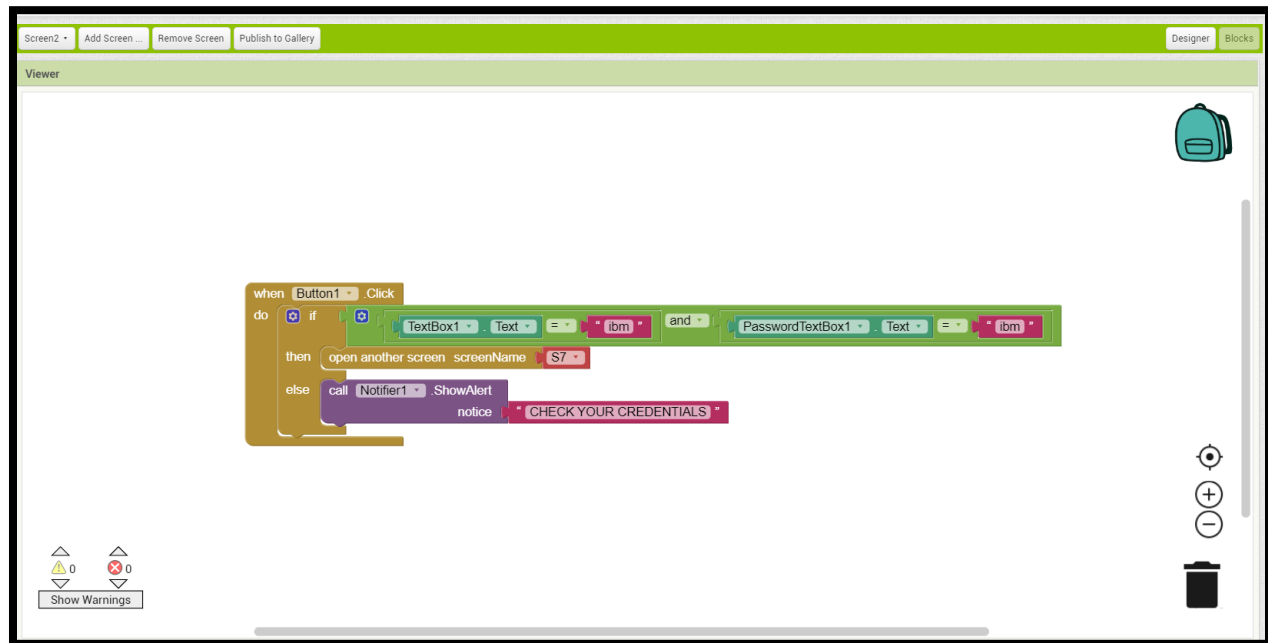 Screen2 Add Screen ... Remove Screen Publish to Gallery Designer Blocks
Viewer
when Button1 .Click
do if TextBox1 . Text = " ibm " and PasswordTextBox1 . Text = " ibm "
then open another screen screenName S7
else call Notifier1 .ShowAlert
notice " CHECK YOUR CREDENTIALS "
0 0
Show Warnings